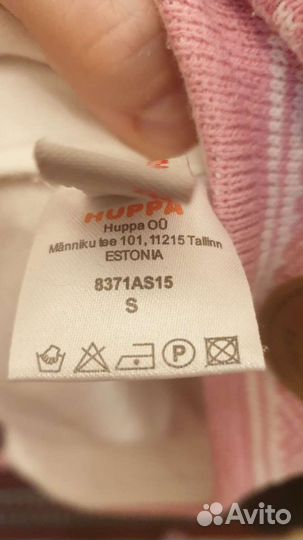 HUPPA
Huppa OÜ
Männiku tee 101, 11215 Tallinn
ESTONIA
8371AS15
S
P
Avito